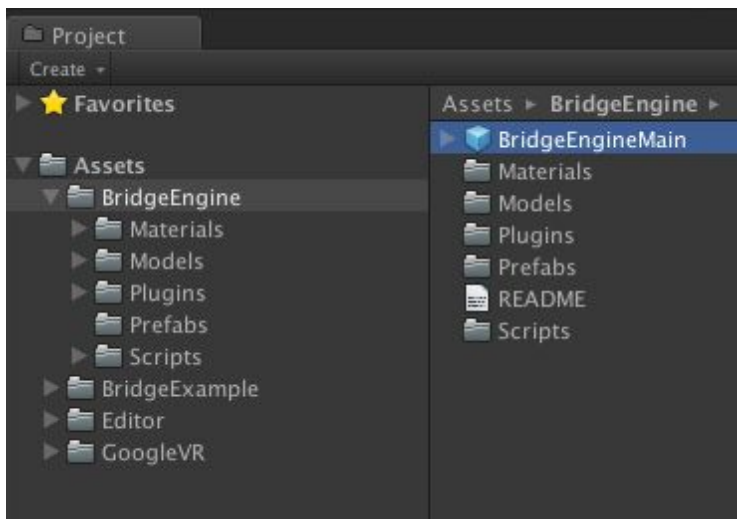 Project
Create
Favorites
Assets
BridgeEngine
Materials
Models
Plugins
Prefabs
Scripts
BridgeExample
Editor
GoogleVR
Assets ▸ BridgeEngine ▸
BridgeEngineMain
Materials
Models
Plugins
Prefabs
README
Scripts